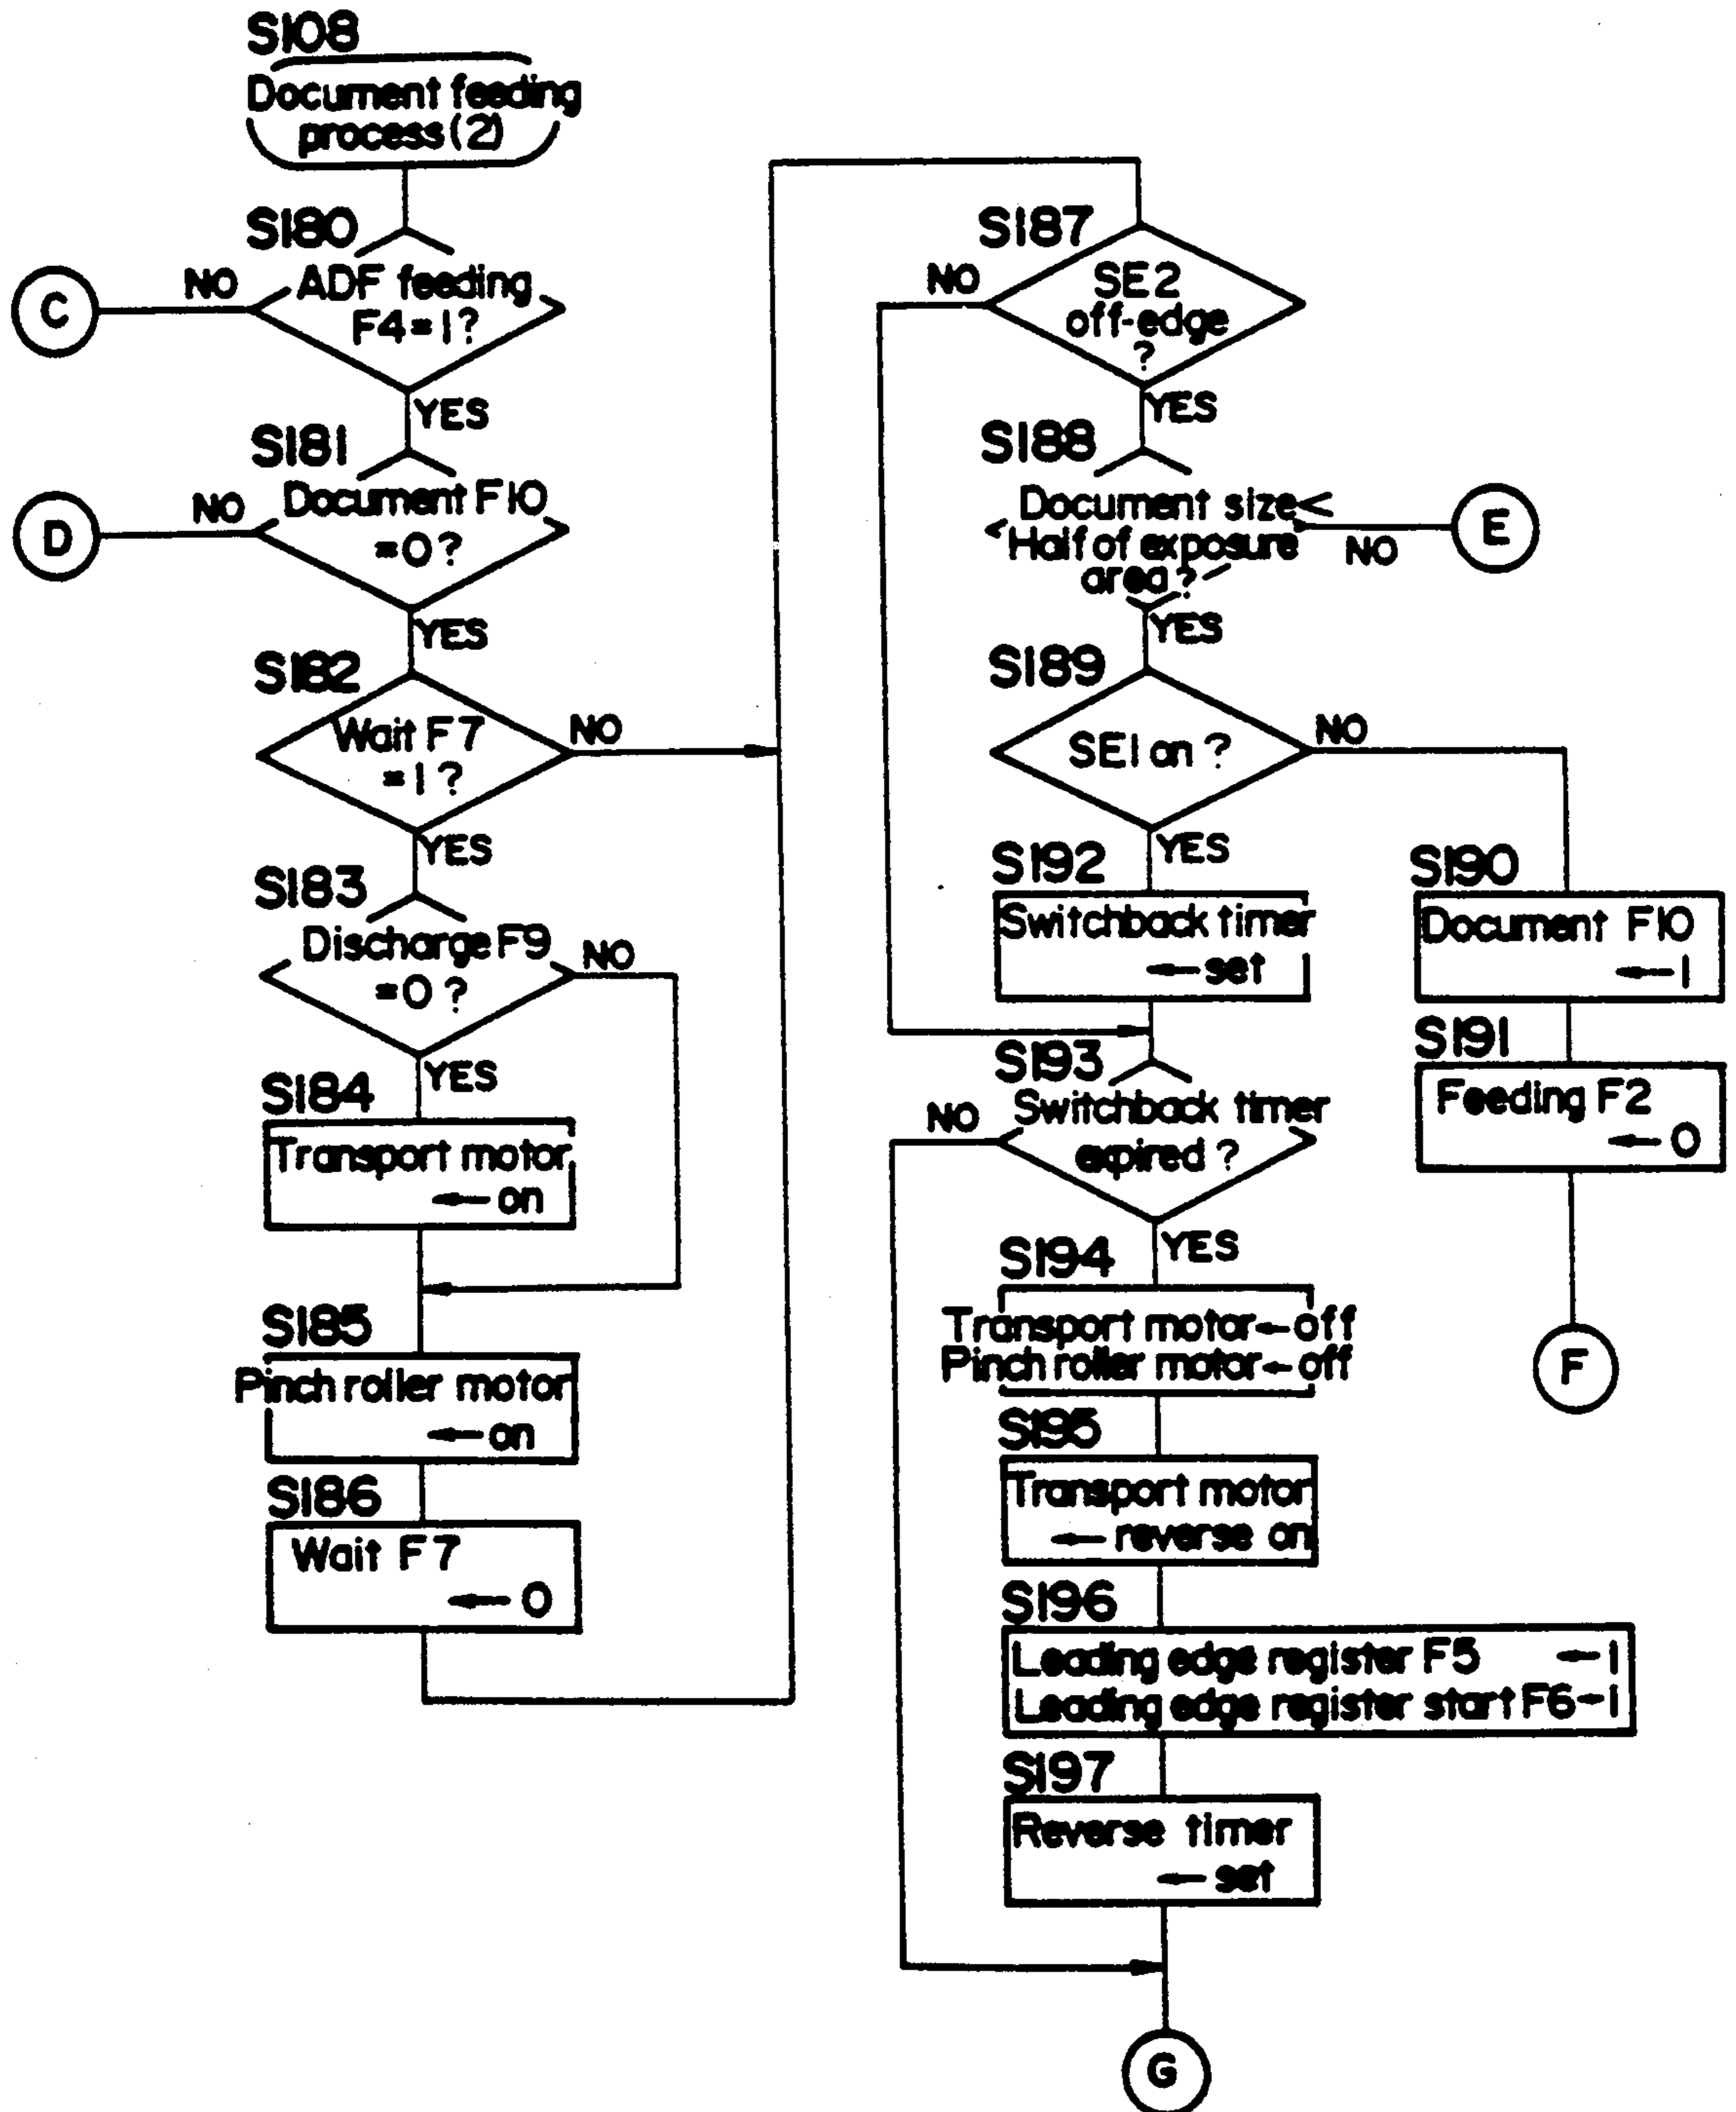 S108
Document feeding
process (2)
S180
ADF feeding
F4=1?
NO
C
YES
S181
Document F10
=0?
NO
D
YES
S182
Wait F7
=1?
NO
YES
S183
Discharge F9
=0?
NO
YES
S184
Transport motor
←on
S185
Pinch roller motor
←on
S186
Wait F7
←0
S187
SE2
off-edge
?
NO
YES
S188
Document size<
Half of exposure
area?
NO
E
YES
S189
SE1 on?
NO
YES
S192
Switchback timer
←set
S190
Document F10
←1
S191
Feeding F2
←0
F
S193
Switchback timer
expired?
NO
YES
S194
Transport motor←off
Pinch roller motor←off
S195
Transport motor
←reverse on
S196
Leading edge register F5 ←1
Leading edge register start F6←1
S197
Reverse timer
←set
G